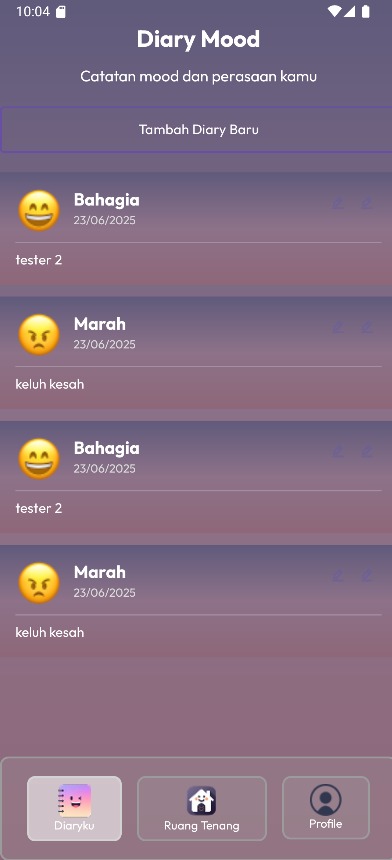 10:04
Diary Mood
Catatan mood dan perasaan kamu
Tambah Diary Baru
Bahagia
23/06/2025
tester 2
Marah
23/06/2025
keluh kesah
Bahagia
23/06/2025
tester 2
Marah
23/06/2025
keluh kesah
Diaryku
Ruang Tenang
Profile